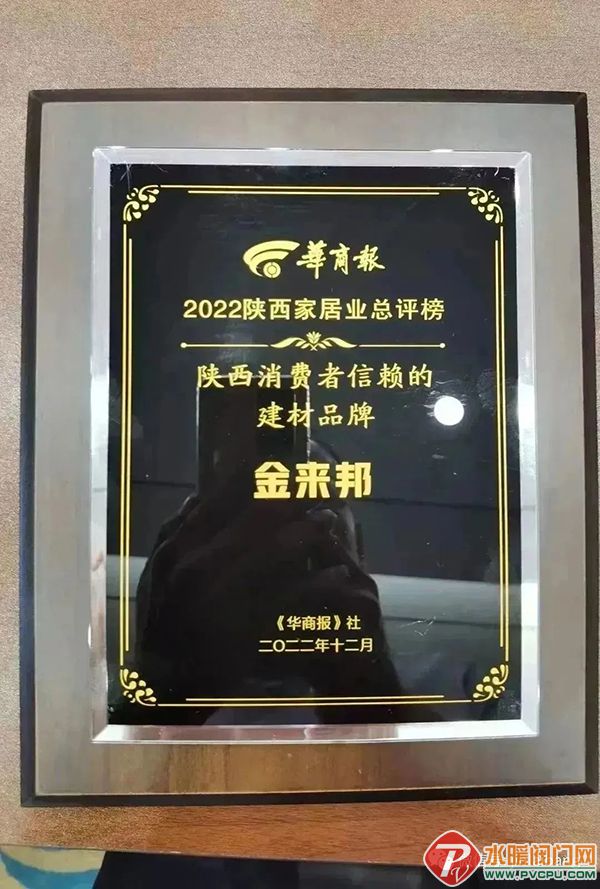 華商報
2022陕西家居业总评榜
陕西消费者信赖的
建材品牌
金来邦
《华商报》社
二〇二二年十二月
水暖阀门网
WWW.PVCPU.COM